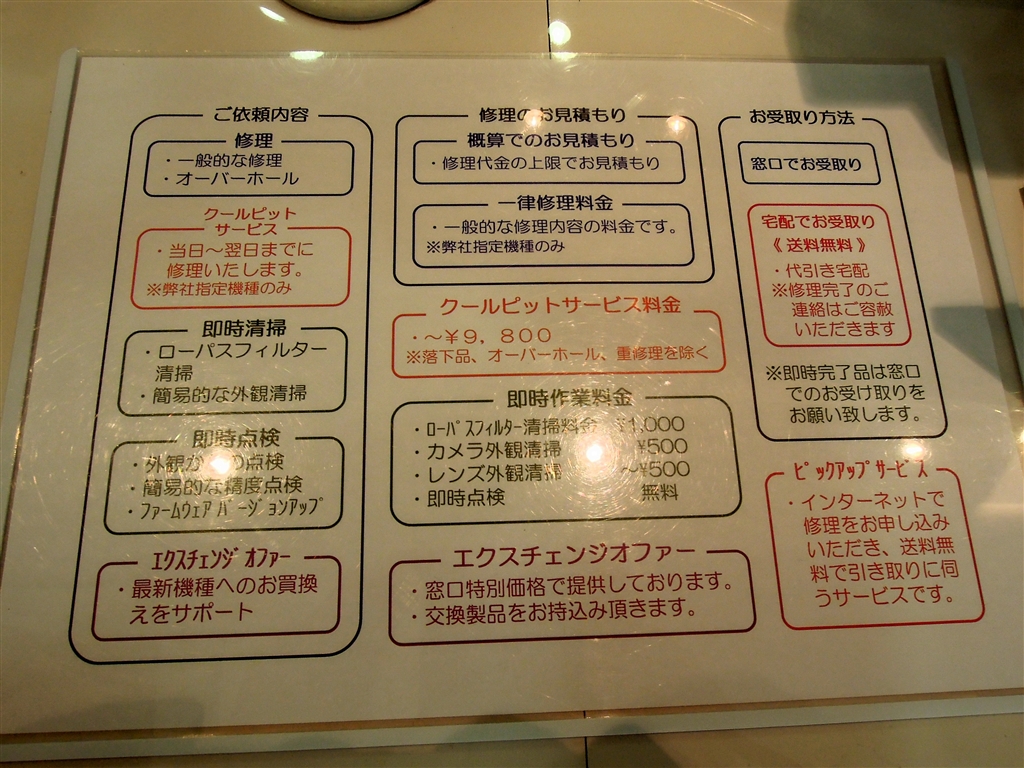 ご依頼内容
修理
・一般的な修理
・オーバーホール
クールピット
サービス
・当日～翌日までに
修理いたします。
※弊社指定機種のみ
即時清掃
・ローパスフィルター
清掃
・簡易的な外観清掃
即時点検
・外観か の点検
・簡易的な精度点検
・ﾌｧｰﾑｳｪｱ ﾊﾞｰｼﾞｮﾝｱｯﾌﾟ
ｴｸｽﾁｪﾝｼﾞ ｵﾌｧｰ
・最新機種へのお買換
えをサポート
修理のお見積もり
概算でのお見積もり
・修理代金の上限でお見積もり
一律修理料金
・一般的な修理内容の料金です。
※弊社指定機種のみ
クールピットサービス料金
・～￥９，８００
※落下品、オーバーホール、重修理を除く
即時作業料金
・ﾛｰﾊﾟｽﾌｨﾙﾀｰ清掃料金 ¥1,000
・カメラ外観清掃 ¥500
・レンズ外観清掃 ～¥500
・即時点検 無料
エクスチェンジオファー
・窓口特別価格で提供しております。
・交換製品をお持込み頂きます。
お受取り方法
窓口でお受取り
宅配でお受取り
《 送料無料 》
・代引き宅配
※修理完了のご
連絡はご容赦
いただきます
※即時完了品は窓口
でのお受け取りを
お願い致します。
ﾋﾟｯｸｱｯﾌﾟｻｰﾋﾞｽ
・インターネットで
修理をお申し込み
いただき、送料無
料で引き取りに伺
うサービスです。